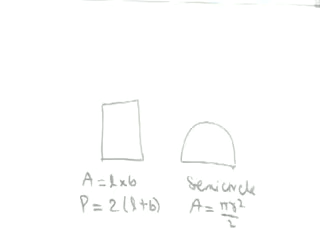 A = l x b
P = 2 (l + b)
Semicircle
A = πr²/2